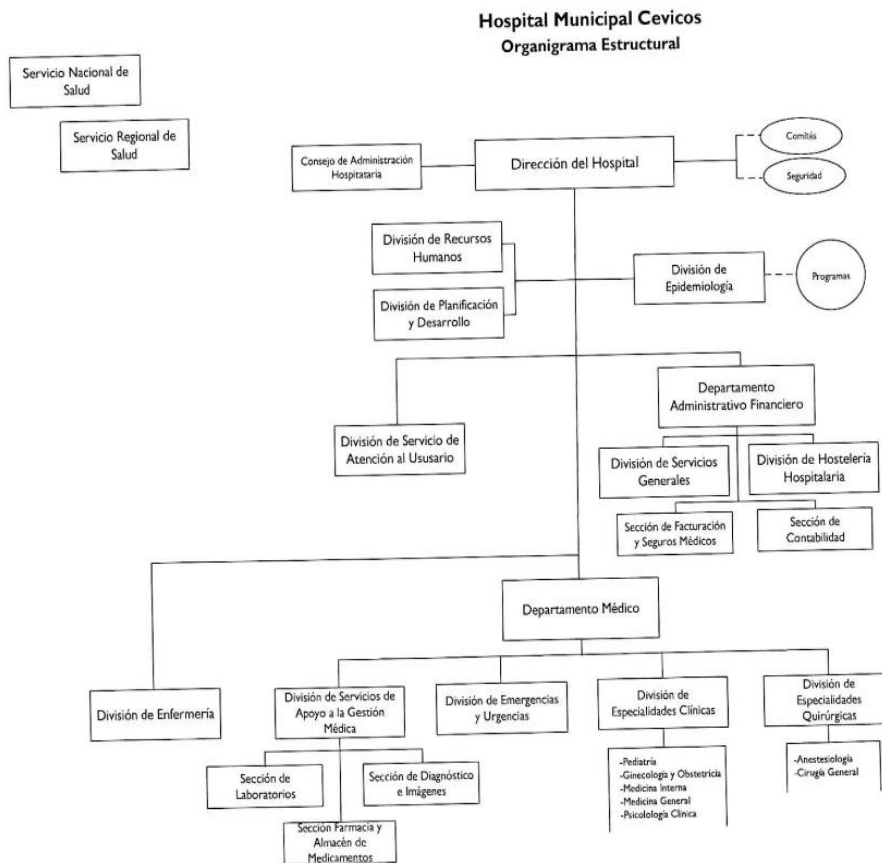 Hospital Municipal Cevicos
Organigrama Estructural
Servicio Nacional de
Salud
Servicio Regional de
Salud
Consejo de Administración
Hospitataria
Dirección del Hospital
Comités
Seguridad
División de Recursos
Humanos
División de Planificación
y Desarrollo
División de
Epidemiología
Programas
División de Servicio de
Atención al Ususario
Departamento
Administrativo Financiero
División de Servicios
Generales
División de Hostelería
Hospitalaria
Sección de Facturación
y Seguros Médicos
Sección de
Contabilidad
Departamento Médico
División de Enfermería
División de Servicios de
Apoyo a la Gestión
Médica
División de Emergencias
y Urgencias
División de
Especialidades Clínicas
División de
Especialidades
Quirúrgicas
Sección de
Laboratorios
Sección de Diagnóstico
e Imágenes
Sección Farmacia y
Almacén de
Medicamentos
-Pediatría
-Ginecología y Obstetricia
-Medicina Interna
-Medicina General
-Psicolología Clínica
-Anestesiología
-Cirugía General